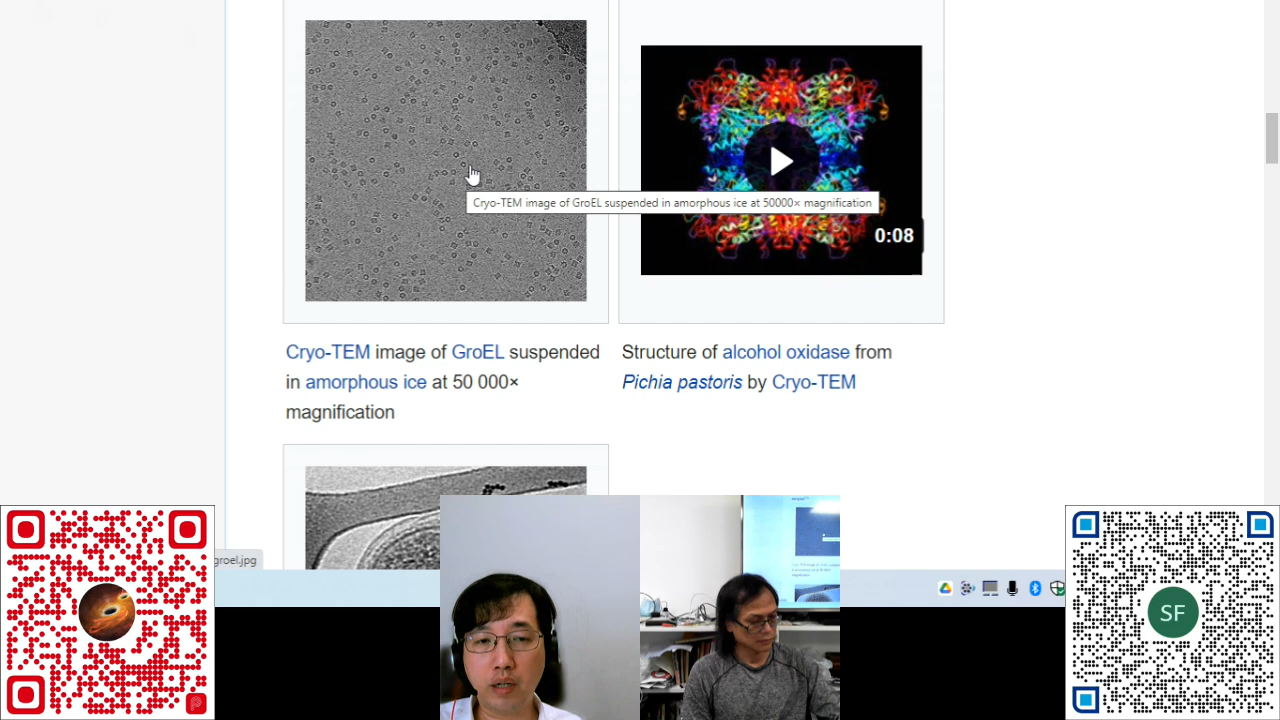 Cryo-TEM image of GroEL suspended in amorphous ice at 50000× magnification
0:08
Cryo-TEM image of GroEL suspended
in amorphous ice at 50 000×
magnification
Structure of alcohol oxidase from
Pichia pastoris by Cryo-TEM
groel.jpg
SF